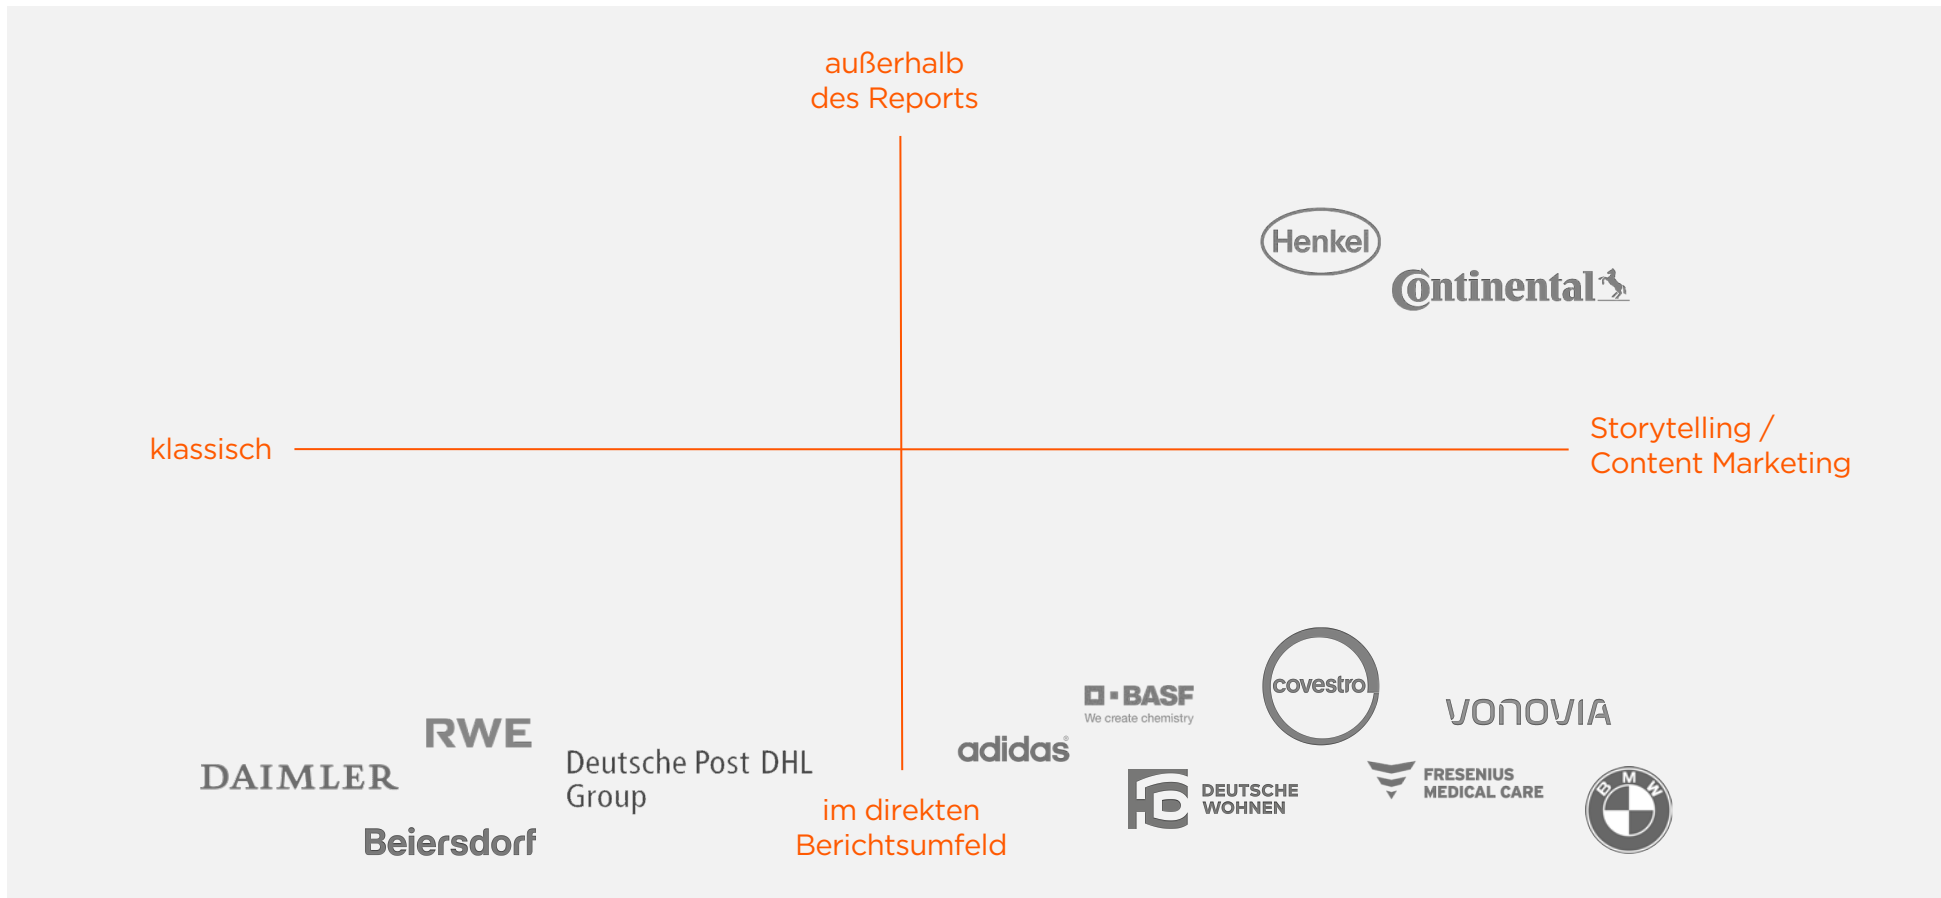 außerhalb
des Reports
Henkel
Continental
klassisch
Storytelling /
Content Marketing
covestro
BASF
We create chemistry
VONOVIA
RWE
adidas®
Deutsche Post DHL
Group
DAIMLER
FRESENIUS
MEDICAL CARE
DEUTSCHE
WOHNEN
BMW
im direkten
Berichtsumfeld
Beiersdorf